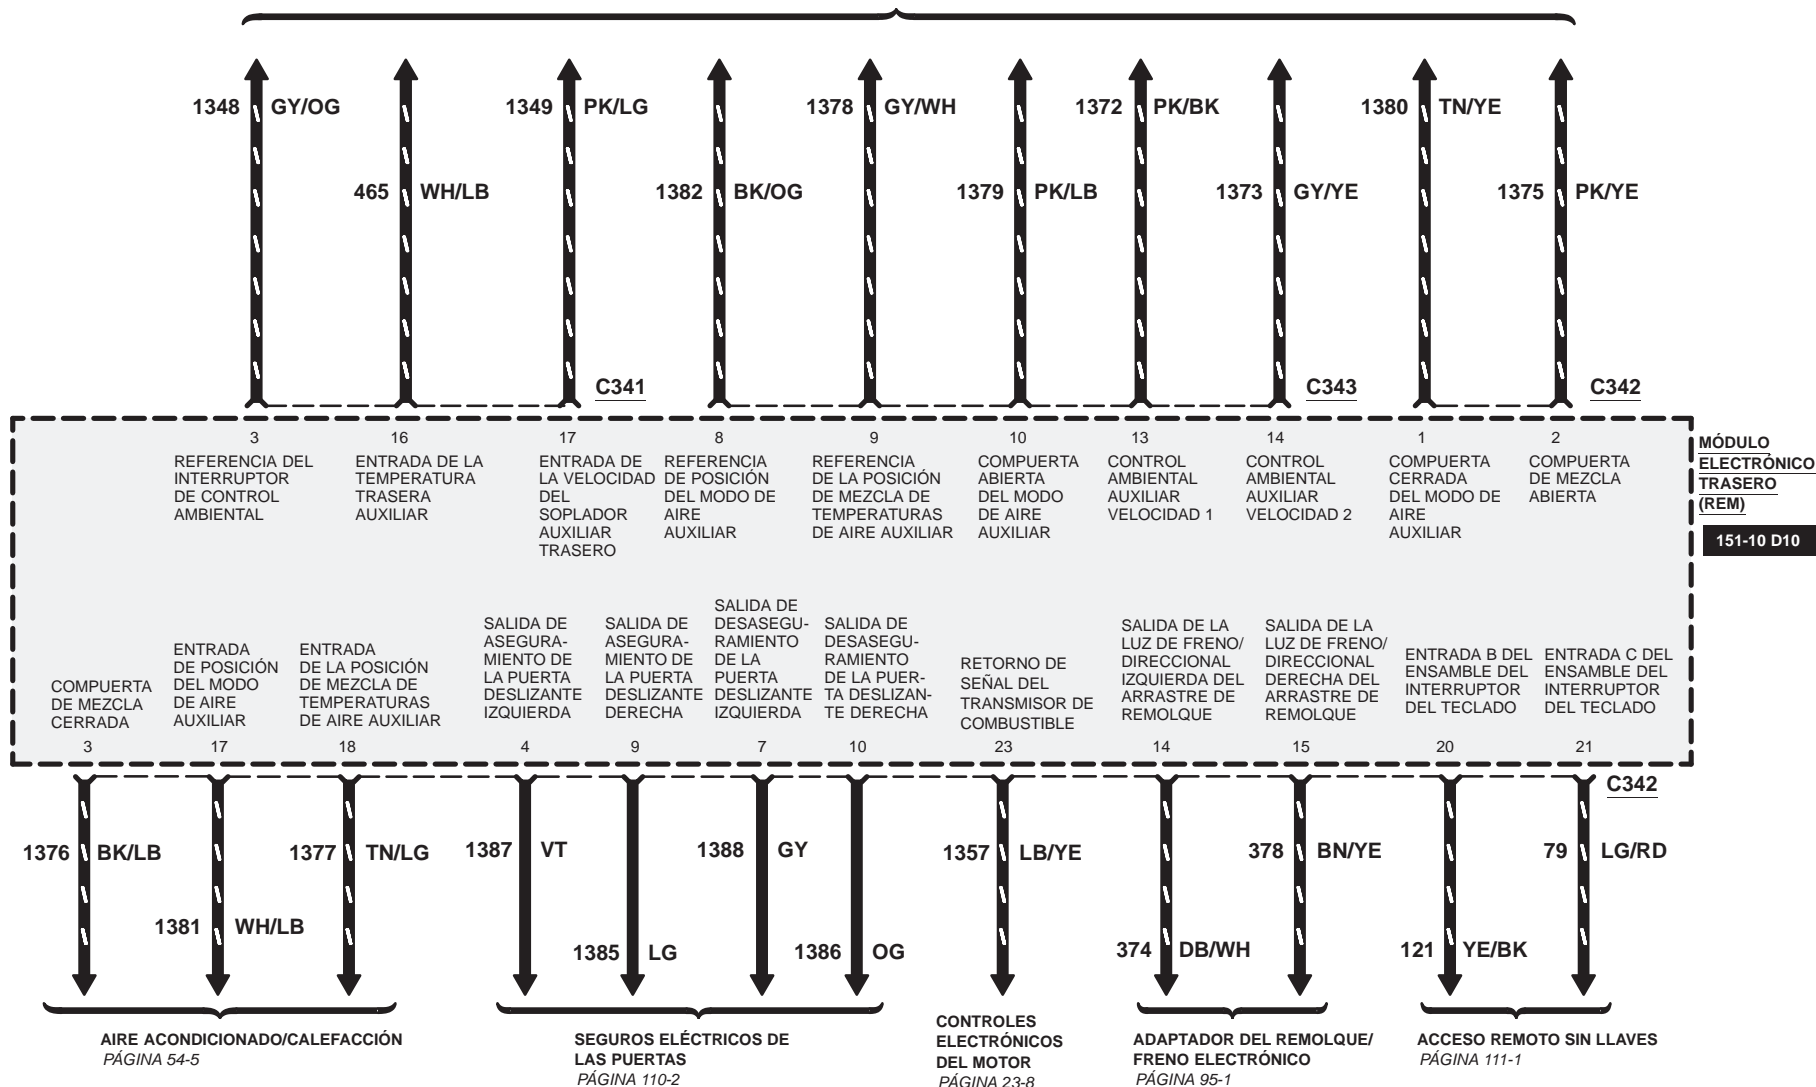 1348 GY/OG
1349 PK/LG
1378 GY/WH
1372 PK/BK
1380 TN/YE
465 WH/LB
1382 BK/OG
1379 PK/LB
1373 GY/YE
1375 PK/YE
C341
C343
C342
3
REFERENCIA DEL
INTERRUPTOR
DE CONTROL
AMBIENTAL
16
ENTRADA DE LA
TEMPERATURA
TRASERA
AUXILIAR
17
ENTRADA DE
LA VELOCIDAD
DEL
SOPLADOR
AUXILIAR
TRASERO
8
REFERENCIA
DE POSICIÓN
DEL MODO DE
AIRE
AUXILIAR
9
REFERENCIA
DE LA POSICIÓN
DE MEZCLA DE
TEMPERATURAS
DE AIRE AUXILIAR
10
COMPUERTA
ABIERTA
DEL MODO
DE AIRE
AUXILIAR
13
CONTROL
AMBIENTAL
AUXILIAR
VELOCIDAD 1
14
CONTROL
AMBIENTAL
AUXILIAR
VELOCIDAD 2
1
COMPUERTA
CERRADA
DEL MODO DE
AIRE
AUXILIAR
2
COMPUERTA
DE MEZCLA
ABIERTA
MÓDULO
ELECTRÓNICO
TRASERO
(REM)
151-10 D10
COMPUERTA
DE MEZCLA
CERRADA
3
ENTRADA
DE POSICIÓN
DEL MODO
DE AIRE
AUXILIAR
17
ENTRADA
DE LA POSICIÓN
DE MEZCLA DE
TEMPERATURAS
DE AIRE AUXILIAR
18
SALIDA DE
ASEGURA-
MIENTO DE
LA PUERTA
DESLIZANTE
IZQUIERDA
4
SALIDA DE
ASEGURA-
MIENTO DE
LA PUERTA
DESLIZANTE
DERECHA
9
SALIDA DE
DESASEGU-
RAMIENTO
DE LA
PUERTA
DESLIZANTE
IZQUIERDA
7
SALIDA DE
DESASEGU-
RAMIENTO
DE LA PUER-
TA DESLIZAN-
TE DERECHA
10
RETORNO DE
SEÑAL DEL
TRANSMISOR DE
COMBUSTIBLE
23
SALIDA DE LA
LUZ DE FRENO/
DIRECCIONAL
IZQUIERDA DEL
ARRASTRE DE
REMOLQUE
14
SALIDA DE LA
LUZ DE FRENO/
DIRECCIONAL
DERECHA DEL
ARRASTRE DE
REMOLQUE
15
ENTRADA B DEL
ENSAMBLE DEL
INTERRUPTOR
DEL TECLADO
20
ENTRADA C DEL
ENSAMBLE DEL
INTERRUPTOR
DEL TECLADO
21
C342
1376 BK/LB
1377 TN/LG
1387 VT
1388 GY
1357 LB/YE
378 BN/YE
79 LG/RD
1381 WH/LB
1385 LG
1386 OG
374 DB/WH
121 YE/BK
AIRE ACONDICIONADO/CALEFACCIÓN
PÁGINA 54-5
SEGUROS ELÉCTRICOS DE
LAS PUERTAS
PÁGINA 110-2
CONTROLES
ELECTRÓNICOS
DEL MOTOR
PÁGINA 23-8
ADAPTADOR DEL REMOLQUE/
FRENO ELECTRÓNICO
PÁGINA 95-1
ACCESO REMOTO SIN LLAVES
PÁGINA 111-1